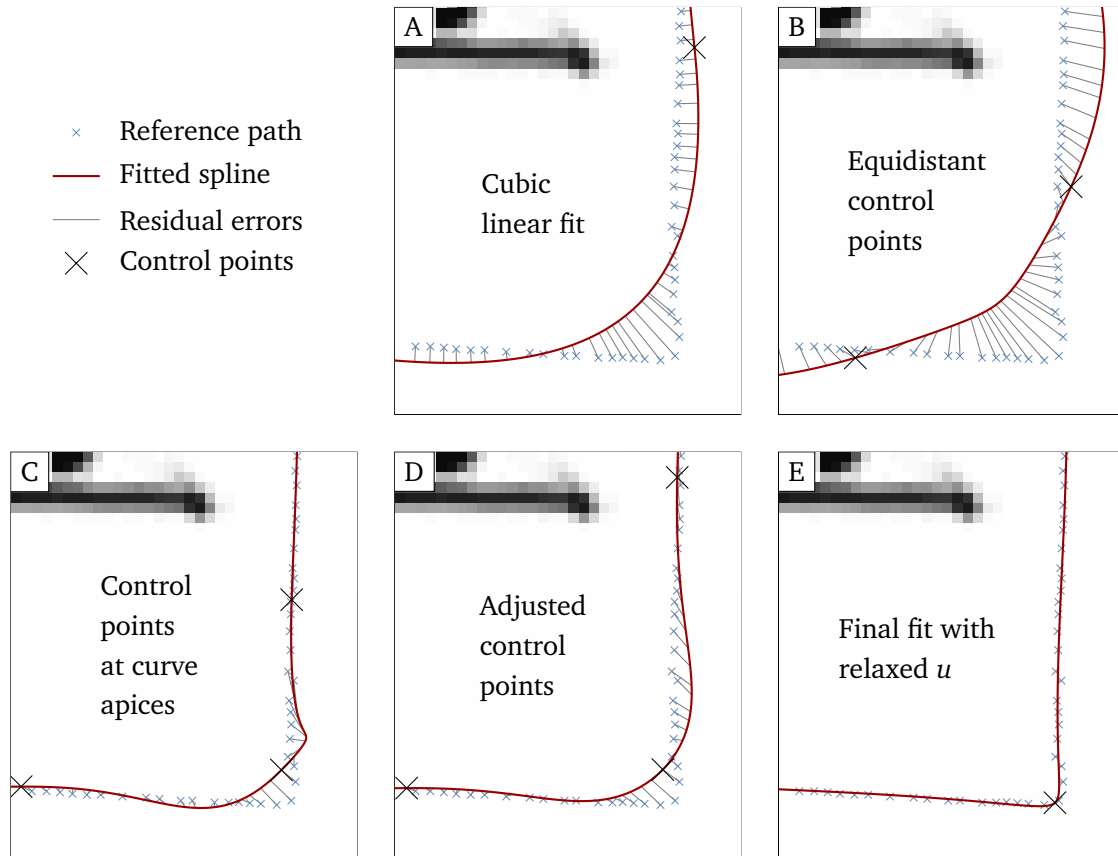 A
B
Reference path
Fitted spline
Residual errors
Control points
Cubic
linear fit
Equidistant
control
points
C
D
E
Control
points
at curve
apices
Adjusted
control
points
Final fit with
relaxed u